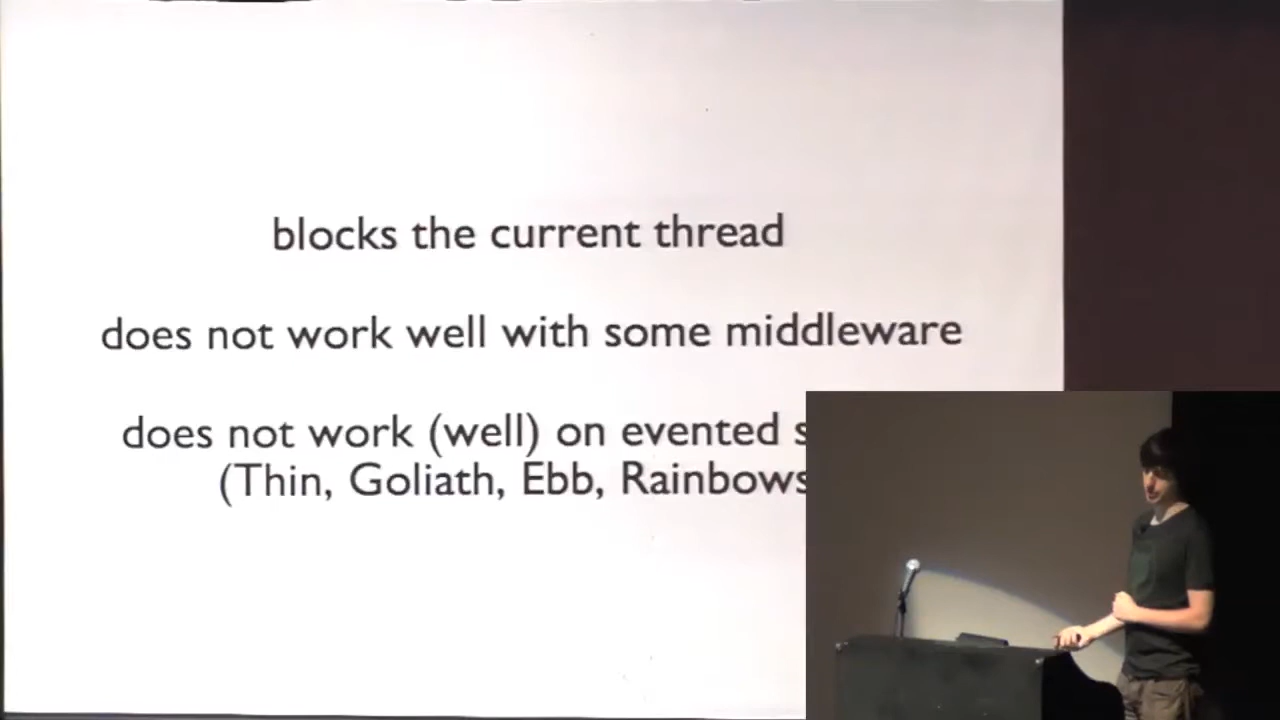 blocks the current thread
does not work well with some middleware
does not work (well) on evented s
(Thin, Goliath, Ebb, Rainbows